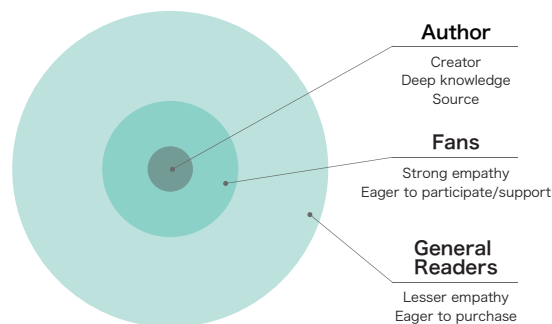 Author
Creator
Deep knowledge
Source
Fans
Strong empathy
Eager to participate/support
General
Readers
Lesser empathy
Eager to purchase